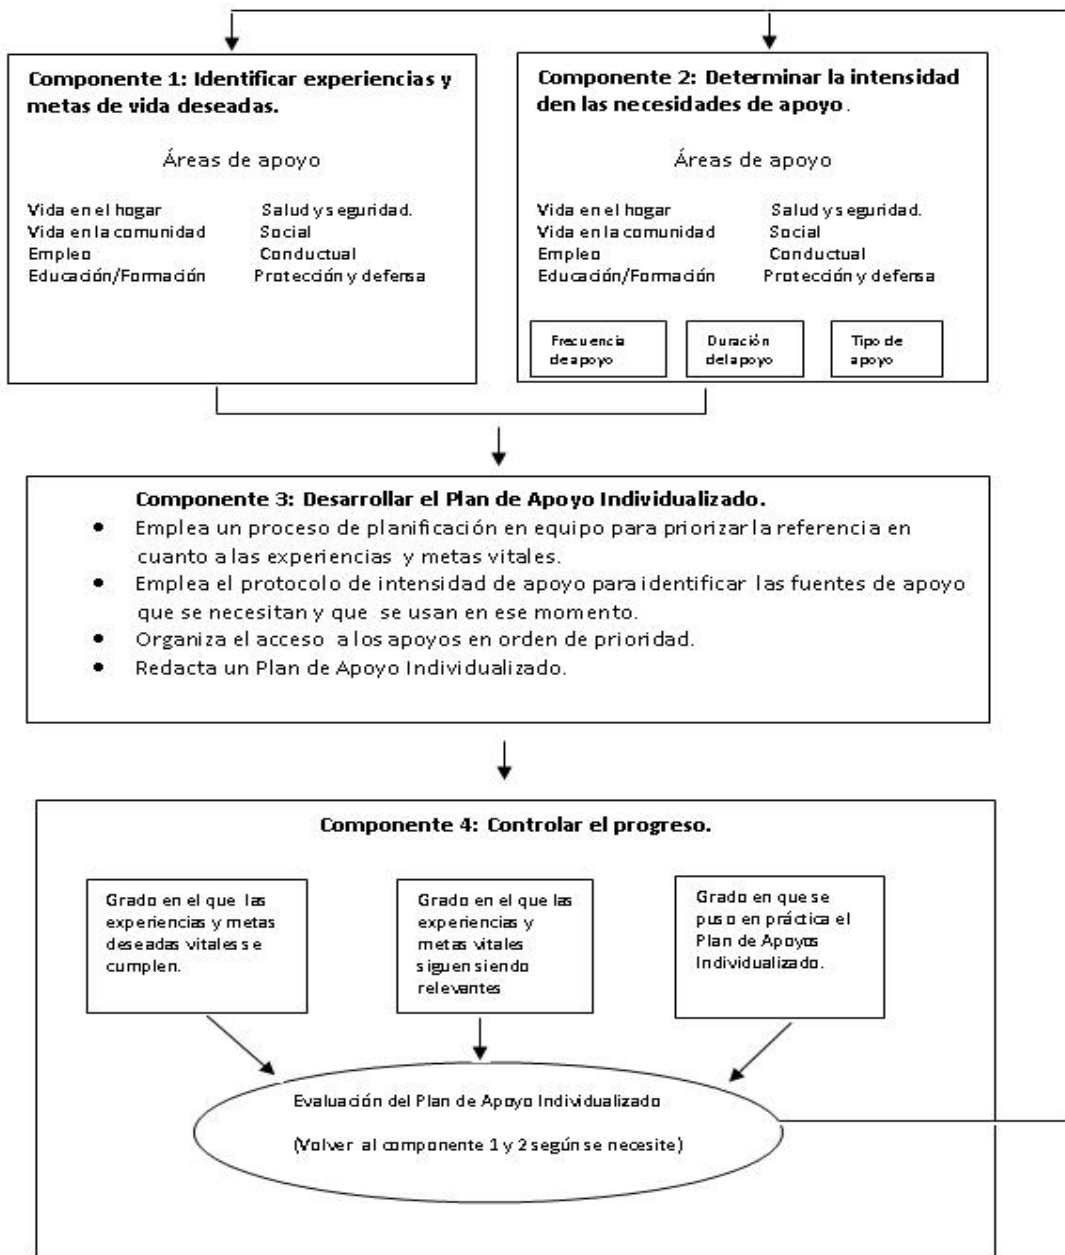 Componente 1: Identificar experiencias y
metas de vida deseadas.
Áreas de apoyo
Vida en el hogar Salud y seguridad.
Vida en la comunidad Social
Empleo Conductual
Educación/Formación Protección y defensa
Componente 2: Determinar la intensidad
den las necesidades de apoyo.
Áreas de apoyo
Vida en el hogar Salud y seguridad.
Vida en la comunidad Social
Empleo Conductual
Educación/Formación Protección y defensa
Frecuencia
de apoyo
Duración
del apoyo
Tipo de
apoyo
Componente 3: Desarrollar el Plan de Apoyo Individualizado.
• Emplea un proceso de planificación en equipo para priorizar la referencia en
cuanto a las experiencias y metas vitales.
• Emplea el protocolo de intensidad de apoyo para identificar las fuentes de apoyo
que se necesitan y que se usan en ese momento.
• Organiza el acceso a los apoyos en orden de prioridad.
• Redacta un Plan de Apoyo Individualizado.
Componente 4: Controlar el progreso.
Grado en el que las
experiencias y metas
deseadas vitales se
cumplen.
Grado en el que las
experiencias y
metas vitales
siguen siendo
relevantes
Grado en que se
puso en práctica el
Plan de Apoyos
Individualizado.
Evaluación del Plan de Apoyo Individualizado
(Volver al componente 1 y 2 según se necesite)